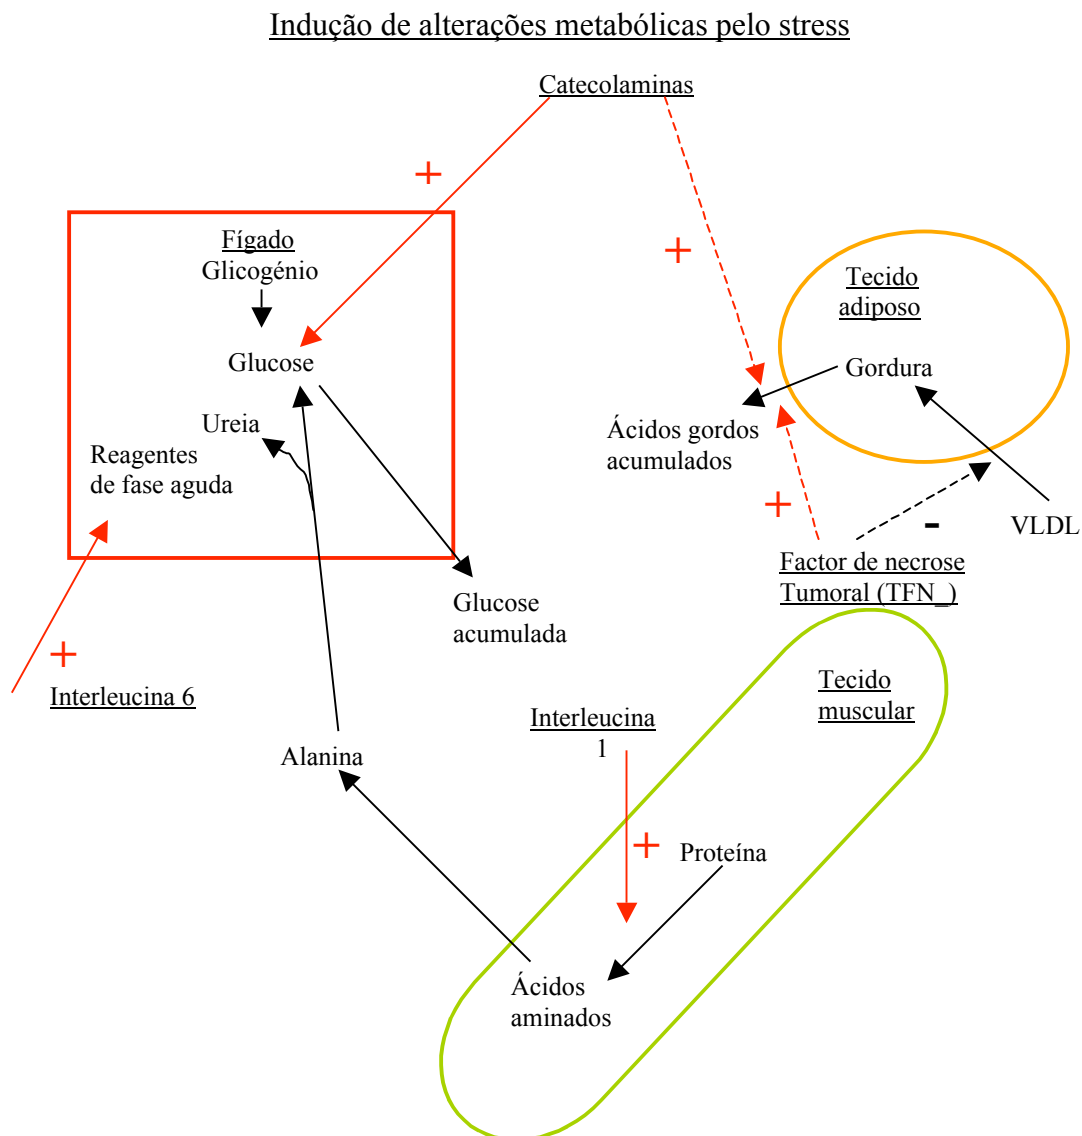 Indução de alterações metabólicas pelo stress
Catecolaminas
+
+
Fígado
Glicogénio
Glucose
Ureia
Reagentes
de fase aguda
+
Interleucina 6
Glucose
acumulada
Alanina
Tecido
adiposo
Gordura
Ácidos gordos
acumulados
+
-
VLDL
Factor de necrose
Tumoral (TFN_)
Tecido
muscular
Interleucina
1
+
Proteína
Ácidos
aminados